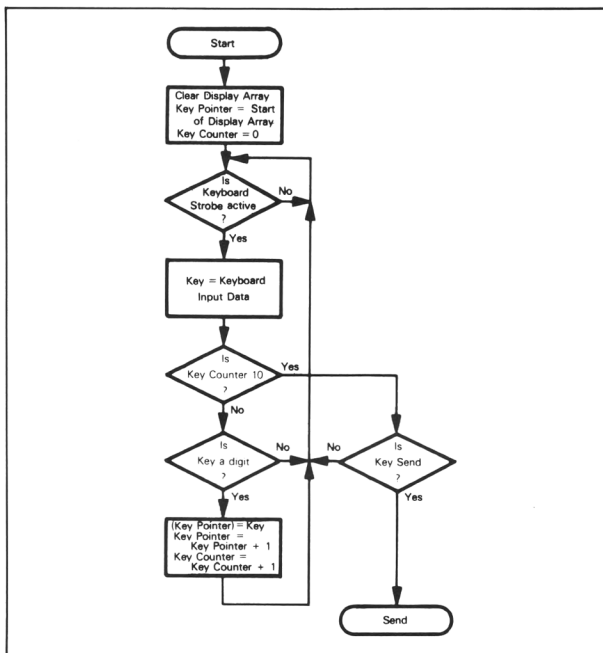 Start
Clear Display Array
Key Pointer = Start
of Display Array
Key Counter = 0
Is
Keyboard
Strobe active
?
No
Yes
Key = Keyboard
Input Data
Is
Key Counter 10
?
Yes
No
Is
Key a digit
?
No
Yes
No
Is
Key Send
?
Yes
(Key Pointer) = Key
Key Pointer =
Key Pointer + 1
Key Counter =
Key Counter + 1
Send